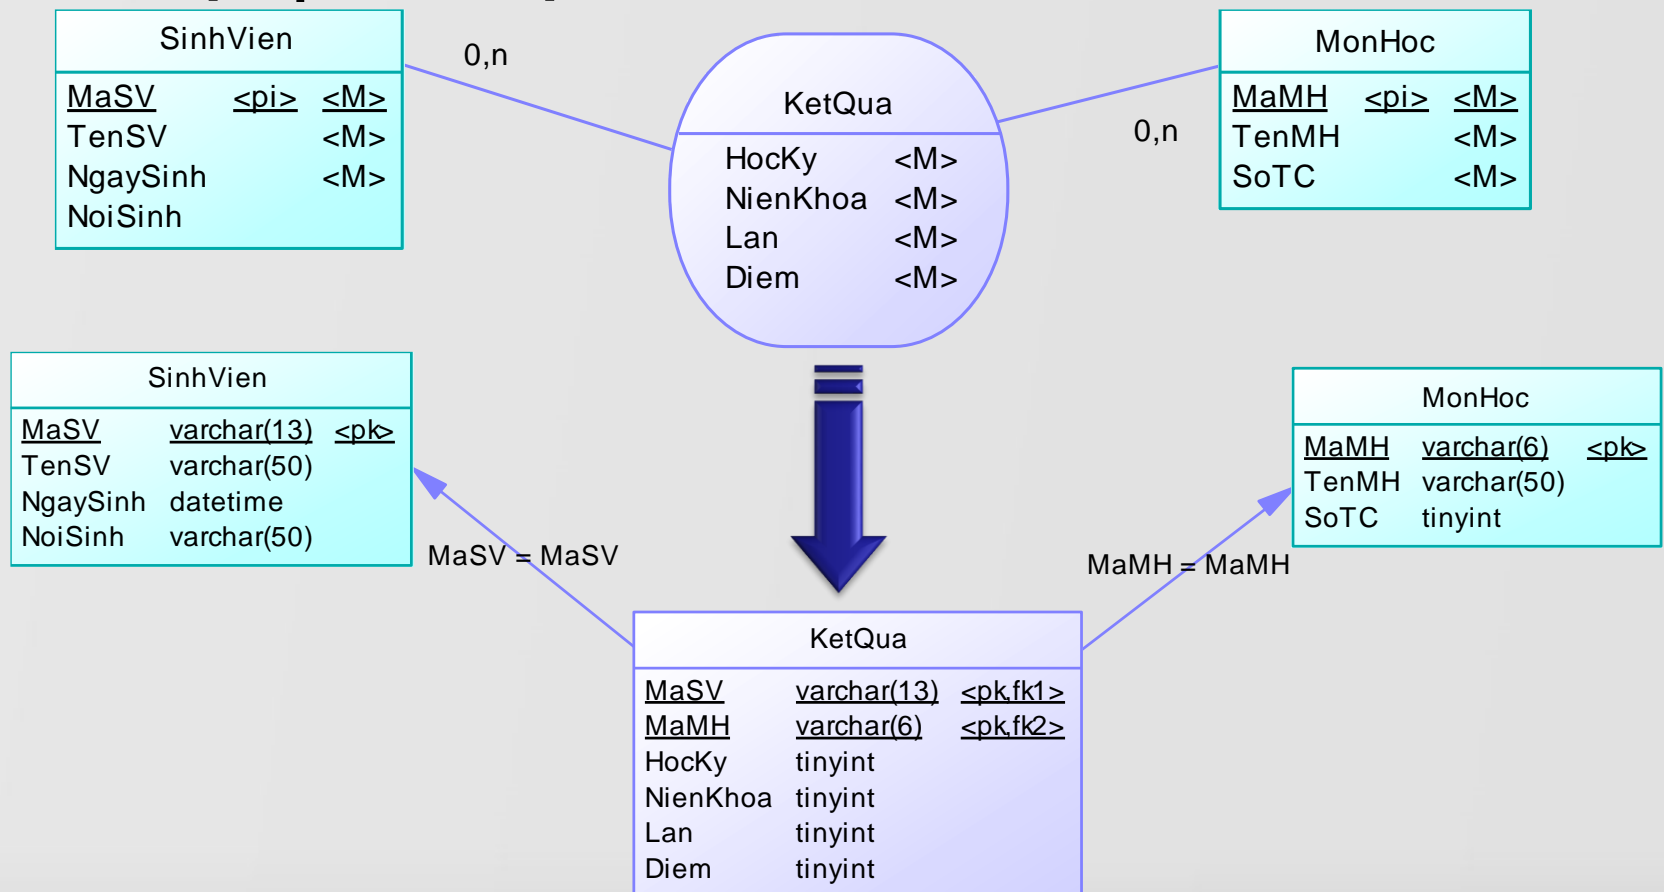 SinhVien
MaSV <pi> <M>
TenSV <M>
NgaySinh <M>
NoiSinh
0,n
KetQua
HocKy <M>
NienKhoa <M>
Lan <M>
Diem <M>
0,n
MonHoc
MaMH <pi> <M>
TenMH <M>
SoTC <M>
SinhVien
MaSV varchar(13) <pk>
TenSV varchar(50)
NgaySinh datetime
NoiSinh varchar(50)
MaSV = MaSV
MonHoc
MaMH varchar(6) <pk>
TenMH varchar(50)
SoTC tinyint
MaMH = MaMH
KetQua
MaSV varchar(13) <pk,fk1>
MaMH varchar(6) <pk,fk2>
HocKy tinyint
NienKhoa tinyint
Lan tinyint
Diem tinyint